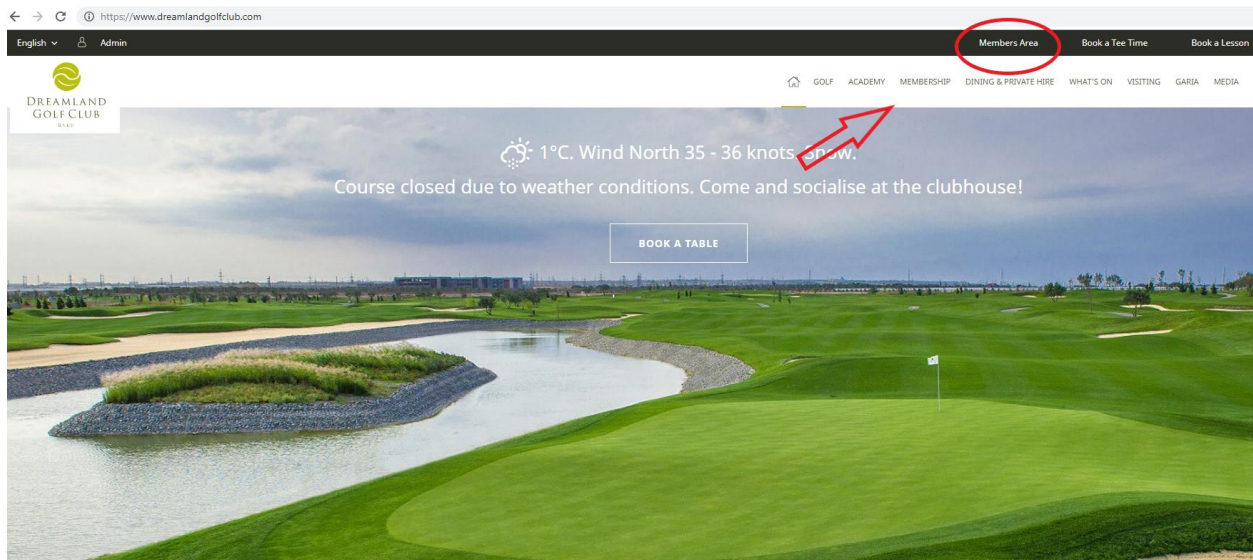 https://www.dreamlandgolfclub.com
English Admin Members Area Book a Tee Time Book a Lesson
DREAMLAND
GOLF CLUB
BAKU
GOLF ACADEMY MEMBERSHIP DINING & PRIVATE HIRE WHAT'S ON VISITING GARIA MEDIA
1°C. Wind North 35 - 36 knots. Snow.
Course closed due to weather conditions. Come and socialise at the clubhouse!
BOOK A TABLE